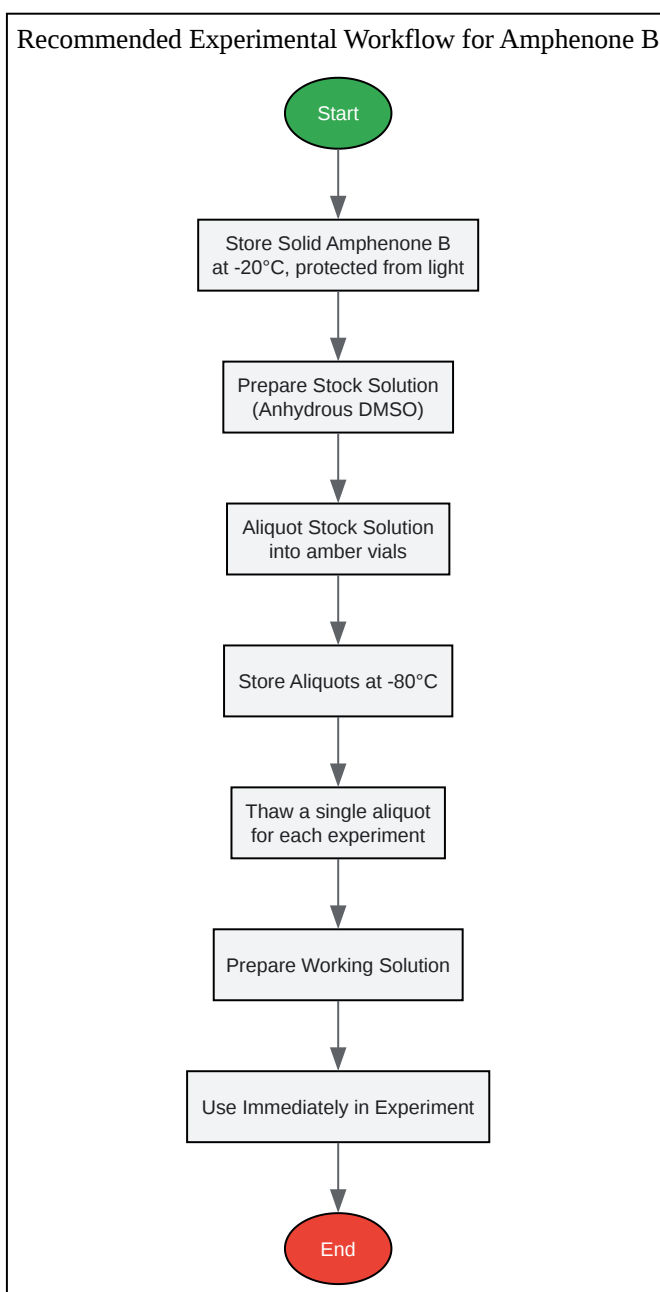 Recommended Experimental Workflow for Amphenone B
Start
Store Solid Amphenone B
at -20°C, protected from light
Prepare Stock Solution
(Anhydrous DMSO)
Aliquot Stock Solution
into amber vials
Store Aliquots at -80°C
Thaw a single aliquot
for each experiment
Prepare Working Solution
Use Immediately in Experiment
End